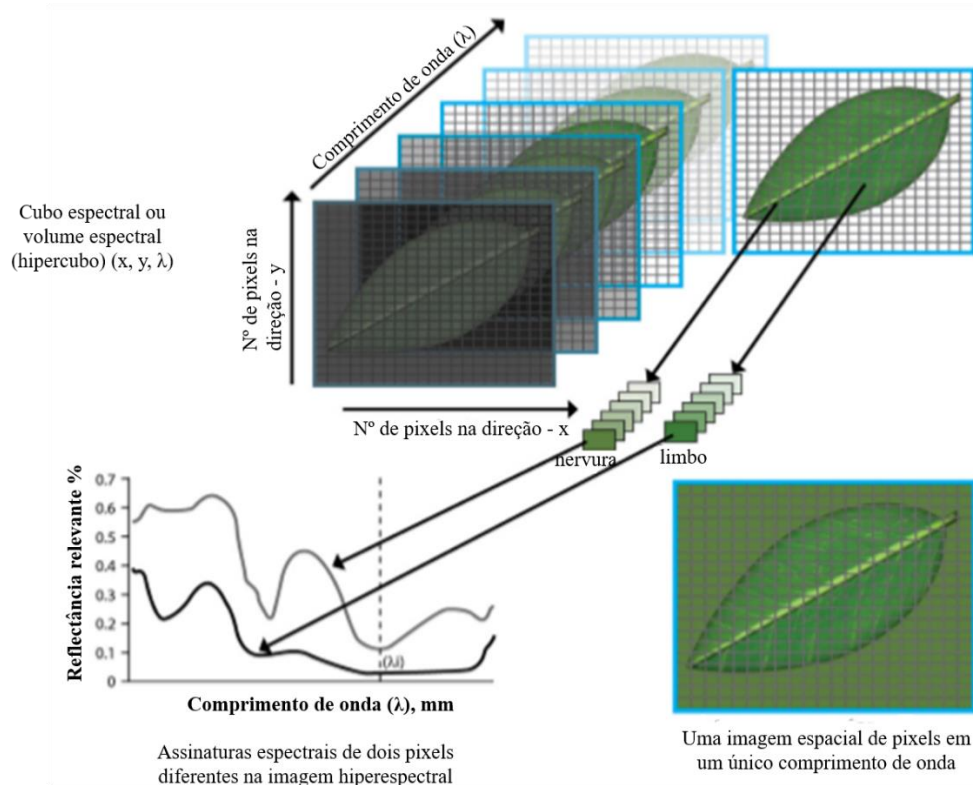 Comprimento de onda (λ)
Cubo espectral ou
volume espectral
(hipercubo) (x, y, λ)
Nº de pixels na
direção - y
Nº de pixels na direção - x
nervura
limbo
Reflectância relevante %
0.7
0.6
0.5
0.4
0.3
0.2
0.1
0
(λi)
Comprimento de onda (λ), mm
Assinaturas espectrais de dois pixels
diferentes na imagem hiperespectral
Uma imagem espacial de pixels em
um único comprimento de onda